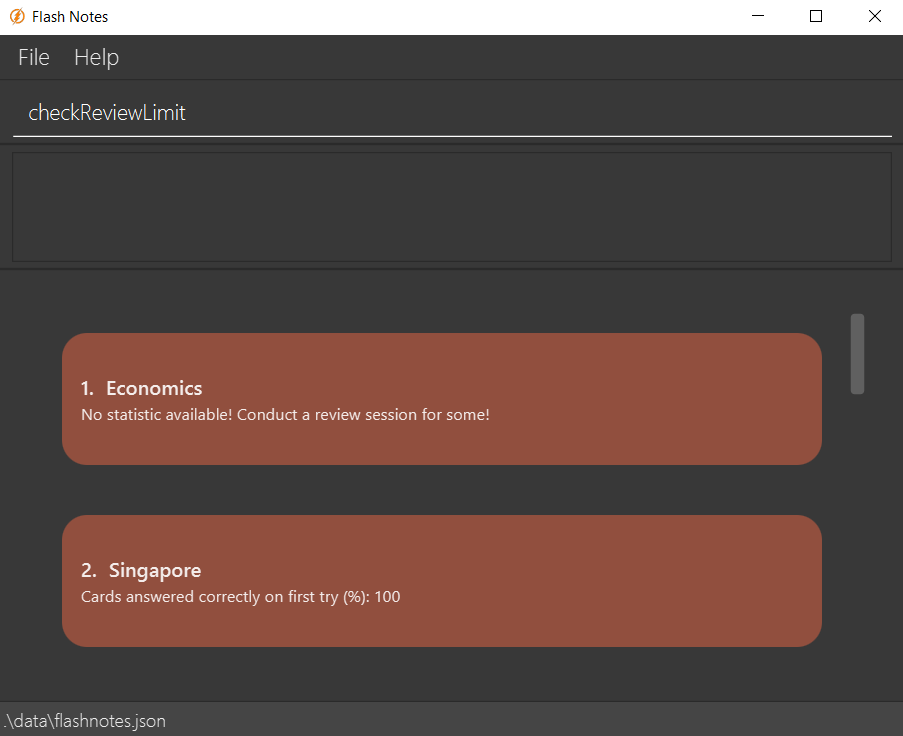 Flash Notes
File Help
checkReviewLimit
1. Economics
No statistic available! Conduct a review session for some!
2. Singapore
Cards answered correctly on first try (%): 100
.\data\flashnotes.json